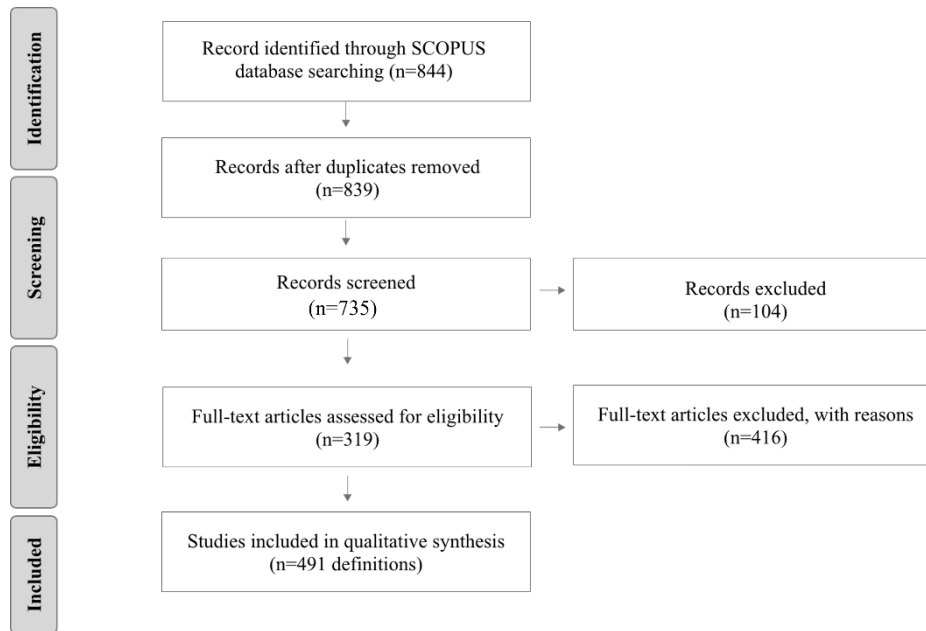 Identification
Record identified through SCOPUS
database searching (n=844)
Records after duplicates removed
(n=839)
Screening
Records screened
(n=735)
Records excluded
(n=104)
Eligibility
Full-text articles assessed for eligibility
(n=319)
Full-text articles excluded, with reasons
(n=416)
Included
Studies included in qualitative synthesis
(n=491 definitions)